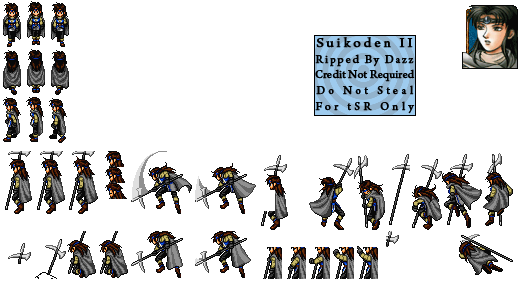 Suikoden II
Ripped By Dazz
Credit Not Required
Do Not Steal
For tSR Only